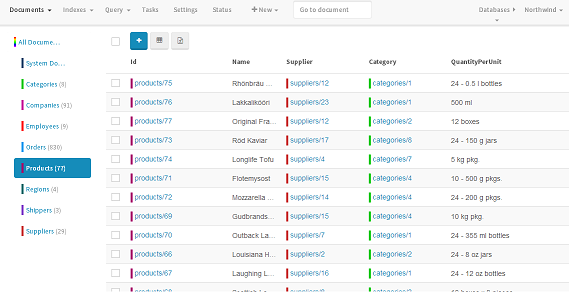 Documents Indexes Query Tasks Settings Status + New Go to document Databases Northwind
All Docume...
System Do...
Categories (8)
Companies (91)
Employees (9)
Orders (830)
Products (77)
Regions (4)
Shippers (3)
Suppliers (29)
Id Name Supplier Category QuantityPerUnit
products/75 Rhönbräu ... suppliers/12 categories/1 24 - 0.5 l bottles
products/76 Lakkalikööri suppliers/23 categories/1 500 ml
products/77 Original Fra... suppliers/12 categories/2 12 boxes
products/73 Röd Kaviar suppliers/17 categories/8 24 - 150 g jars
products/74 Longlife Tofu suppliers/4 categories/7 5 kg pkg.
products/71 Flotemysost suppliers/15 categories/4 10 - 500 g pkgs.
products/72 Mozzarella ... suppliers/14 categories/4 24 - 200 g pkgs.
products/69 Gudbrands... suppliers/15 categories/4 10 kg pkg.
products/70 Outback La... suppliers/7 categories/1 24 - 355 ml bottles
products/66 Louisiana H... suppliers/2 categories/2 24 - 8 oz jars
products/67 Laughing L... suppliers/16 categories/1 24 - 12 oz bottles